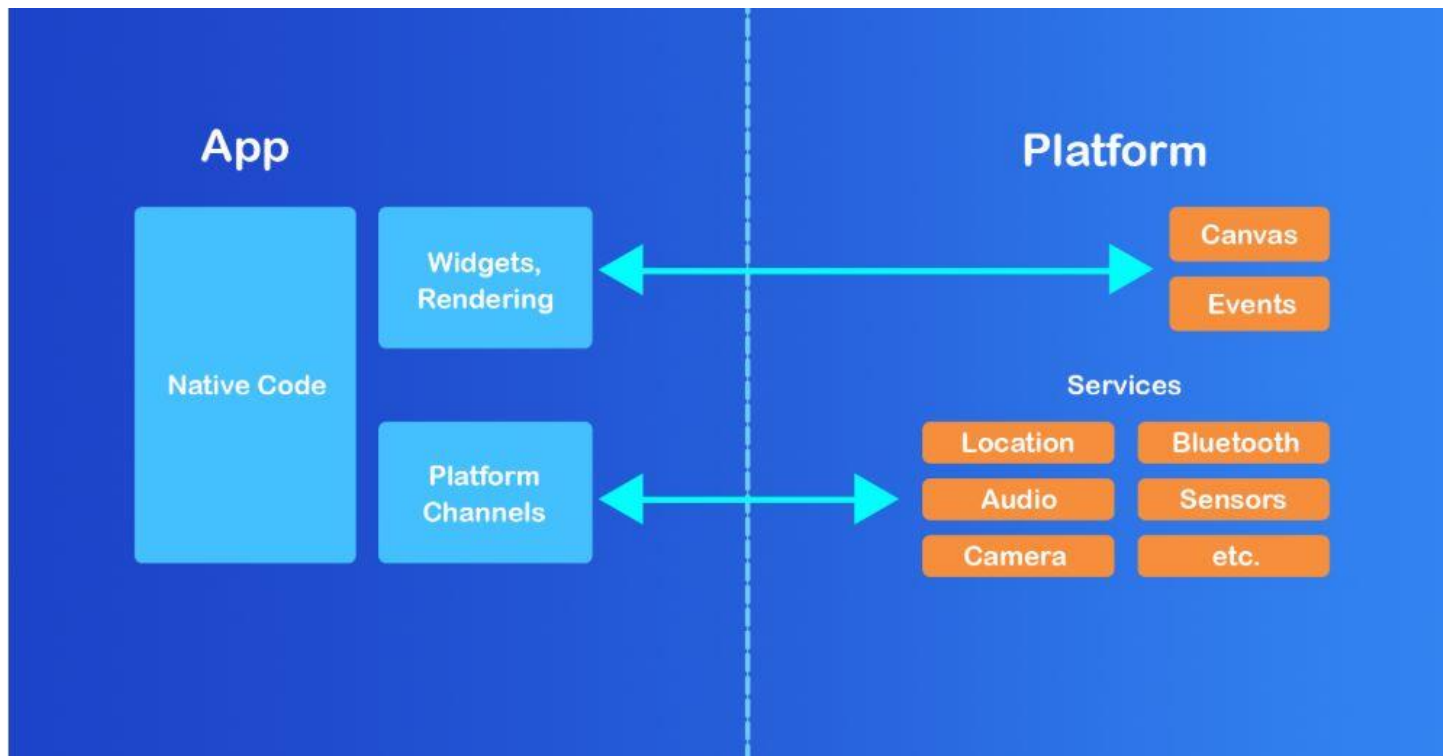 App
Platform
Native Code
Widgets,
Rendering
Platform
Channels
Canvas
Events
Services
Location
Bluetooth
Audio
Sensors
Camera
etc.